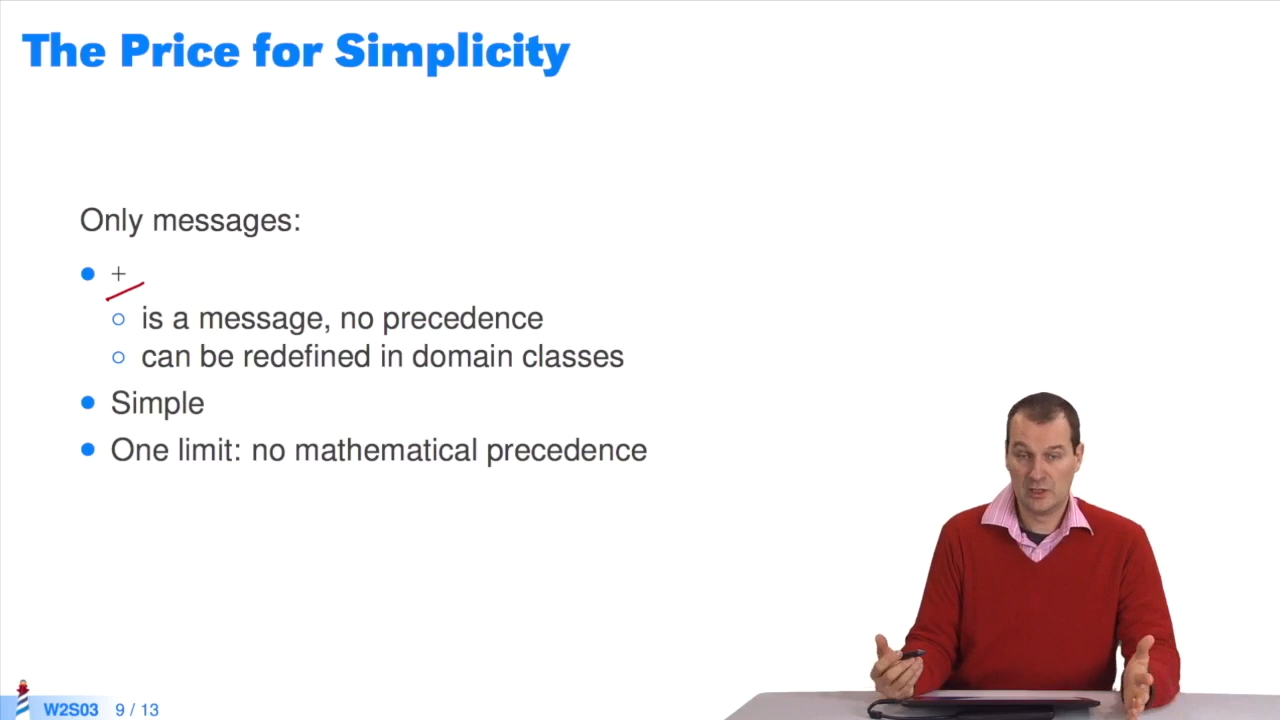 The Price for Simplicity
Only messages:
+
is a message, no precedence
can be redefined in domain classes
Simple
One limit: no mathematical precedence
W2S03 9 / 13